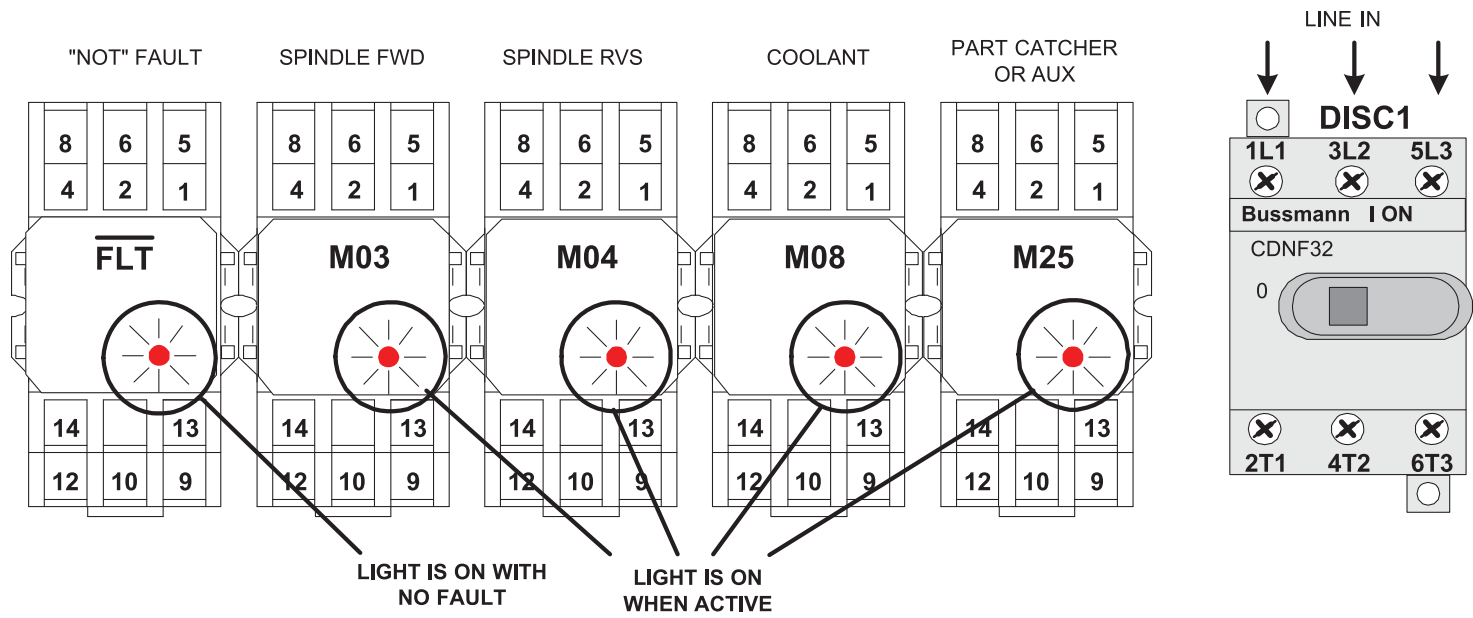 LINE IN
"NOT" FAULT SPINDLE FWD SPINDLE RVS COOLANT PART CATCHER
OR AUX
DISC1
8 6 5 8 6 5 8 6 5 8 6 5 8 6 5 1L1 3L2 5L3
4 2 1 4 2 1 4 2 1 4 2 1 4 2 1
Bussmann I ON
FLT M03 M04 M08 M25 CDNF32
0
14 13 14 13 14 13 14 13 14 13
12 10 9 12 10 9 12 10 9 12 10 9 12 10 9 2T1 4T2 6T3
LIGHT IS ON WITH
NO FAULT
LIGHT IS ON
WHEN ACTIVE